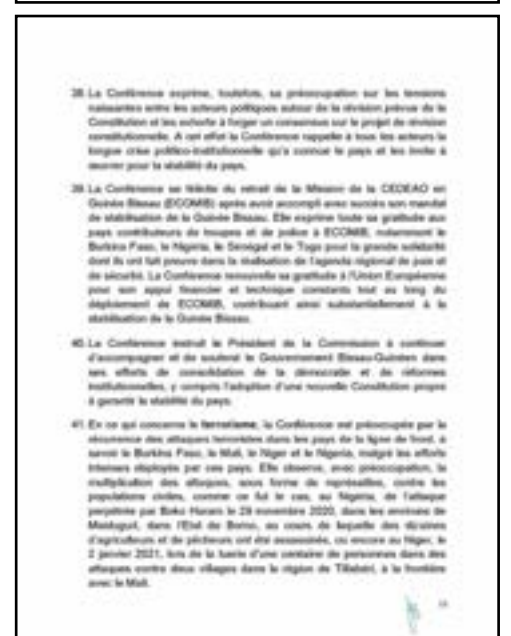 38. La Conférence exprime, toutefois, sa préoccupation sur les tensions
naissantes entre les acteurs politiques autour de la révision prévue de la
Constitution et les exhorte à forger un consensus sur le projet de révision
constitutionnelle. A cet effet la Conférence rappelle à tous les acteurs la
longue crise politico-institutionnelle qu'a connue le pays et les invite à
œuvrer pour la stabilité du pays.
39. La Conférence se félicite du retrait de la Mission de la CEDEAO en
Guinée Bissau (ECOMIB) après avoir accompli avec succès son mandat
de stabilisation de la Guinée Bissau. Elle exprime toute sa gratitude aux
pays contributeurs de troupes et de police à ECOMIB, notamment le
Burkina Faso, le Nigeria, le Sénégal et le Togo pour la grande solidarité
dont ils ont fait preuve dans la réalisation de l'agenda régional de paix et
de sécurité. La Conférence renouvelle sa gratitude à l'Union Européenne
pour son appui financier et technique constants tout au long du
déploiement de ECOMIB, contribuant ainsi substantiellement à la
stabilisation de la Guinée Bissau.
40. La Conférence instruit le Président de la Commission à continuer
d'accompagner et de soutenir le Gouvernement Bissau-Guinéen dans
ses efforts de consolidation de la démocratie et de réformes
institutionnelles, y compris l'adoption d'une nouvelle Constitution propre
à garantir la stabilité du pays.
41. En ce qui concerne le terrorisme, la Conférence est préoccupée par la
récurrence des attaques terroristes dans les pays de la ligne de front, à
savoir le Burkina Faso, le Mali, le Niger et le Nigeria, malgré les efforts
intenses déployés par ces pays. Elle observe, avec préoccupation, la
multiplication des attaques, sous forme de représailles, contre les
populations civiles, comme ce fut le cas, au Nigeria, de l'attaque
perpétrée par Boko Haram le 28 novembre 2020, dans les environs de
Maiduguri, dans l'Etat de Borno, au cours de laquelle des dizaines
d'agriculteurs et de pêcheurs ont été assassinés, ou encore au Niger, le
2 janvier 2021, lors de la tuerie d'une centaine de personnes dans des
attaques contre deux villages dans la région de Tillabéri, à la frontière
avec le Mali.